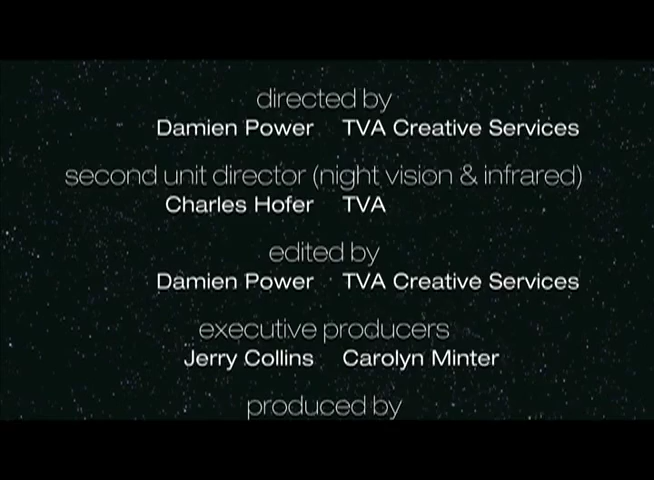 directed by
Damien Power TVA Creative Services
second unit director (night vision & infrared)
Charles Hofer TVA
edited by
Damien Power TVA Creative Services
executive producers
Jerry Collins Carolyn Minter
produced by